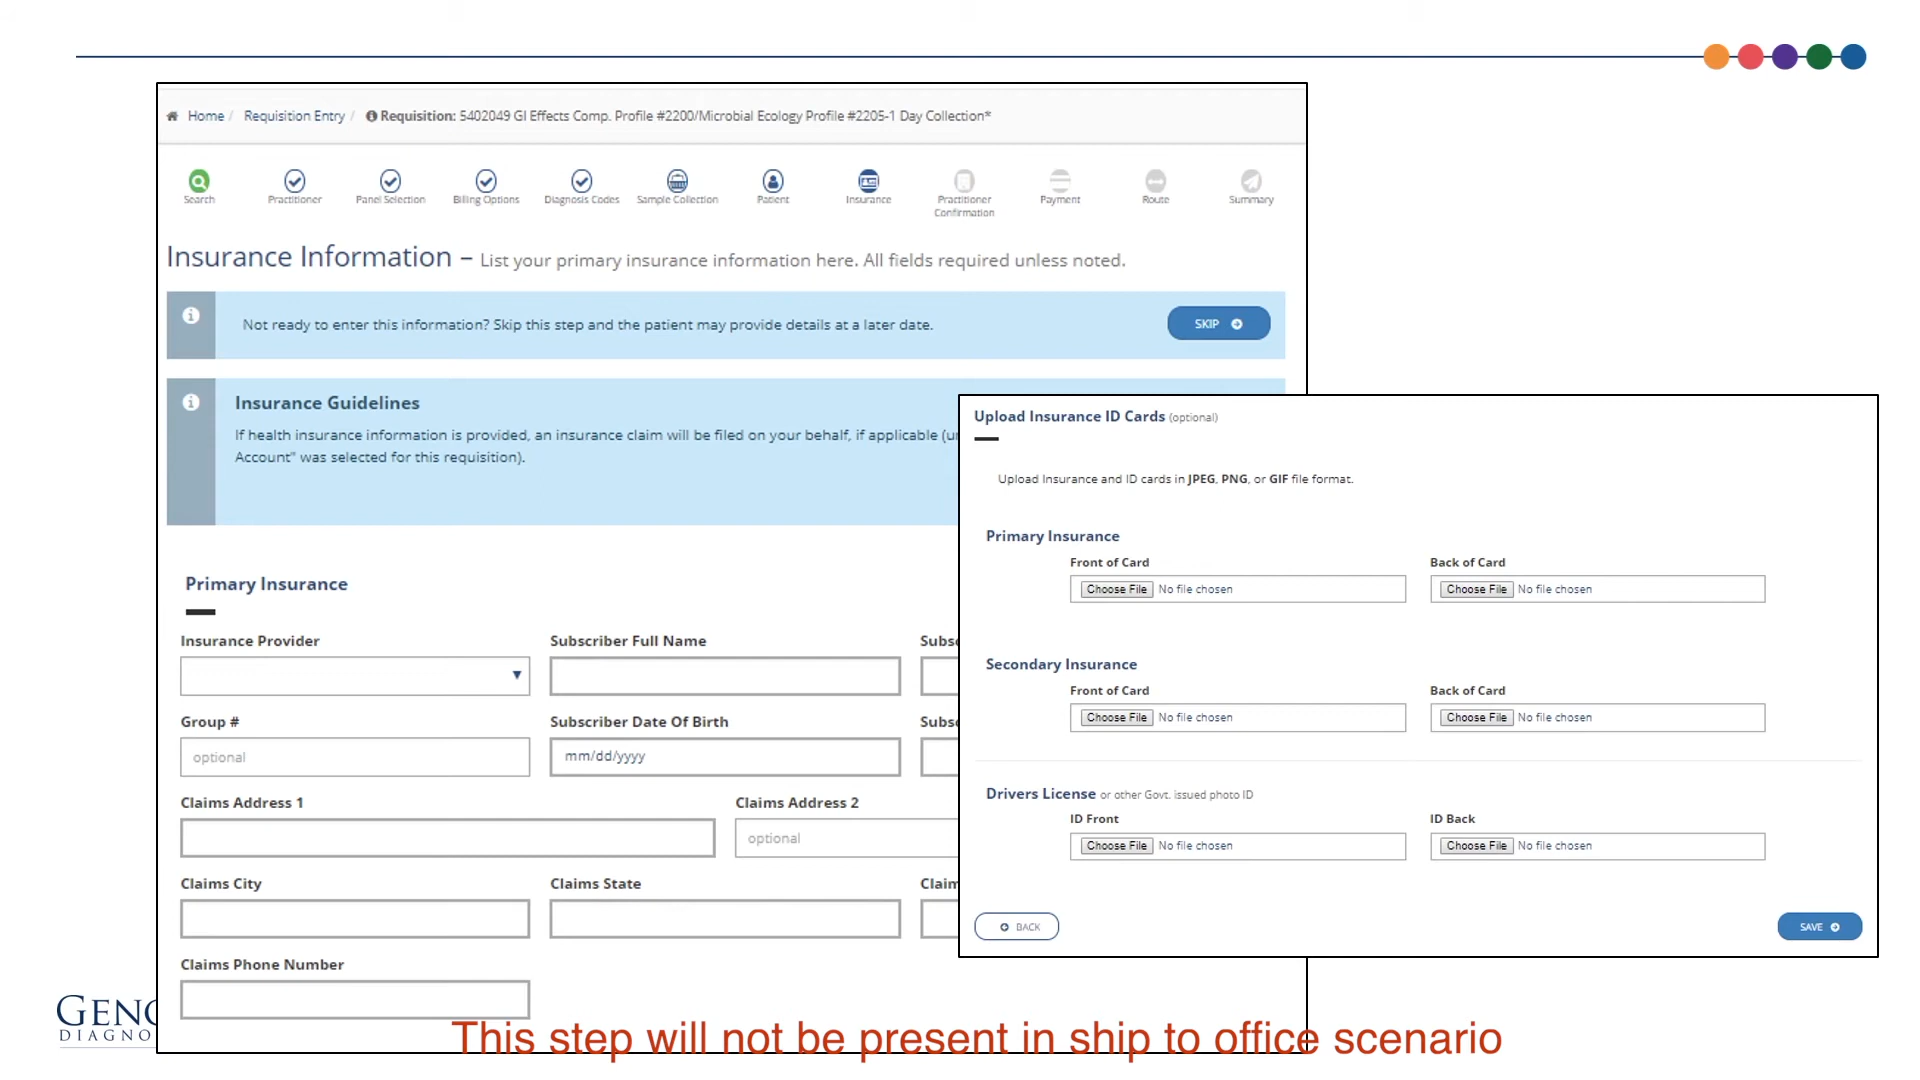 Home / Requisition Entry / Requisition: 5402049 GI Effects Comp. Profile #2200/Microbial Ecology Profile #2205-1 Day Collection*
Search
Practitioner
Panel Selection
Billing Options
Diagnosis Codes
Sample Collection
Patient
Insurance
Practitioner
Confirmation
Payment
Route
Summary
Insurance Information – List your primary insurance information here. All fields required unless noted.
Not ready to enter this information? Skip this step and the patient may provide details at a later date.
SKIP
Insurance Guidelines
If health insurance information is provided, an insurance claim will be filed on your behalf, if applicable
Account" was selected for this requisition).
Primary Insurance
Insurance Provider
Subscriber Full Name
Group #
optional
Subscriber Date Of Birth
mm/dd/yyyy
Claims Address 1
Claims Address 2
optional
Claims City
Claims State
Claims Phone Number
Upload Insurance ID Cards (optional)
Upload Insurance and ID cards in JPEG, PNG, or GIF file format.
Primary Insurance
Front of Card
Choose File No file chosen
Back of Card
Choose File No file chosen
Secondary Insurance
Front of Card
Choose File No file chosen
Back of Card
Choose File No file chosen
Drivers License or other Govt. issued photo ID
ID Front
Choose File No file chosen
ID Back
Choose File No file chosen
BACK
SAVE
This step will not be present in ship to office scenario